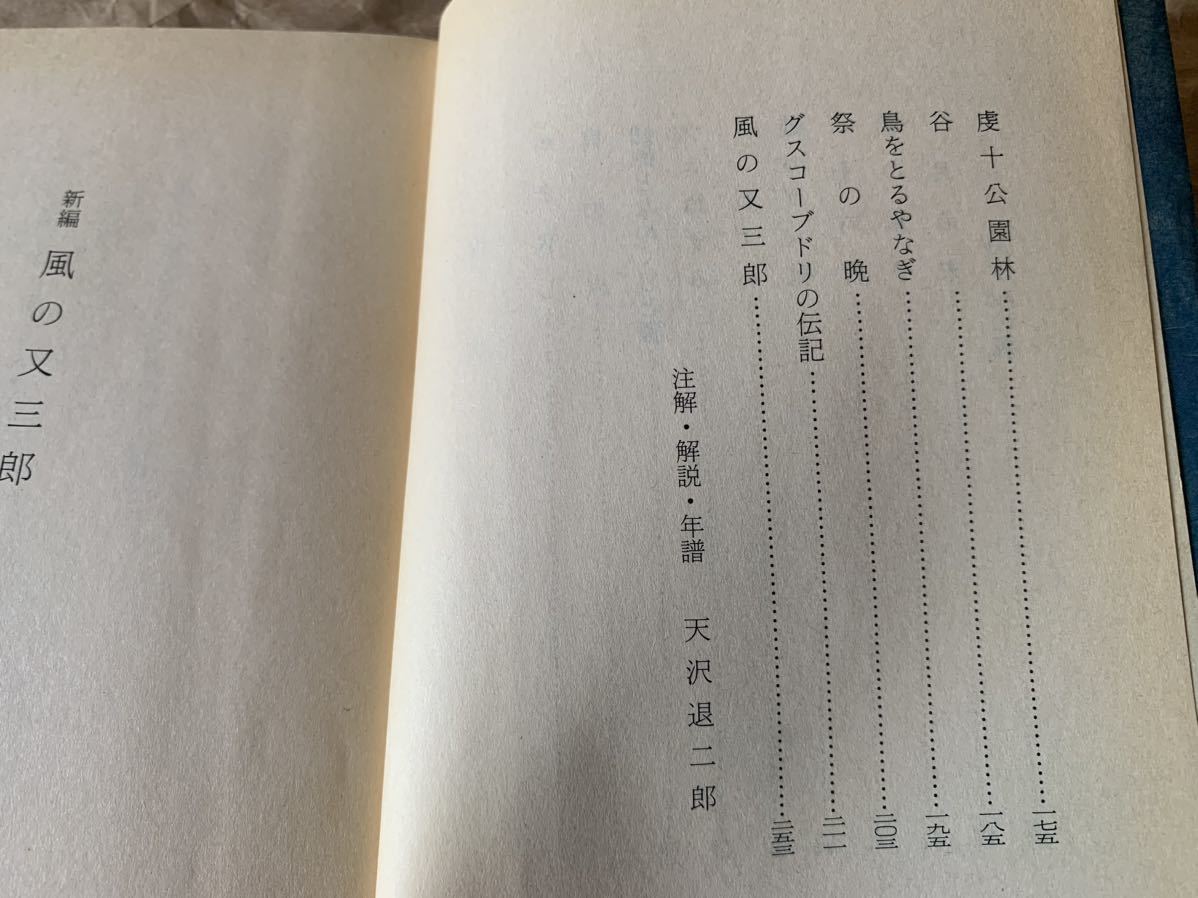 虔十公園林……一七五
谷……一八五
鳥をとるやなぎ……一九五
祭の晩……二〇三
グスコーブドリの伝記……二一一
風の又三郎……二五三
注解・解説・年譜 天沢退二郎
新編 風の又三郎